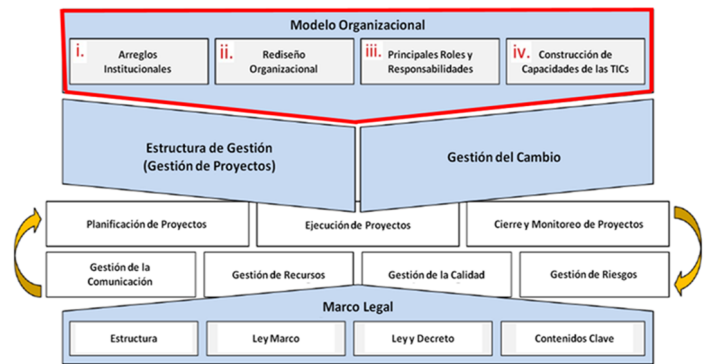 Modelo Organizacional
i. Arreglos
Institucionales
ii. Rediseño
Organizacional
iii. Principales Roles y
Responsabilidades
iv. Construcción de
Capacidades de las TICs
Estructura de Gestión
(Gestión de Proyectos)
Gestión del Cambio
Planificación de Proyectos
Ejecución de Proyectos
Cierre y Monitoreo de Proyectos
Gestión de la
Comunicación
Gestión de Recursos
Gestión de la Calidad
Gestión de Riesgos
Marco Legal
Estructura
Ley Marco
Ley y Decreto
Contenidos Clave